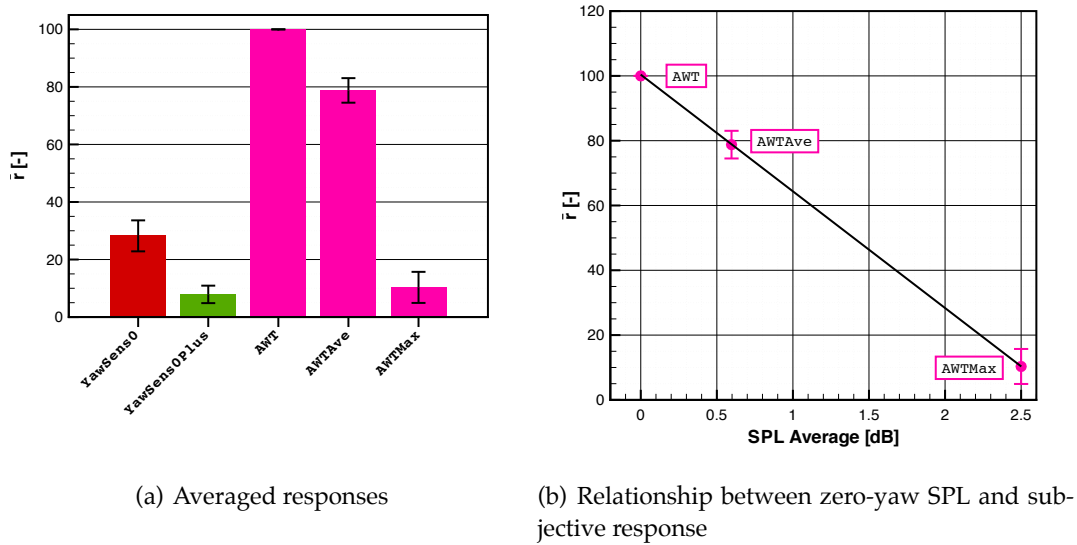 100
80
60
40
20
0
r̄ [-]
YawSens0
YawSens0Plus
AWT
AWTAve
AWTMax
(a) Averaged responses
120
100
80
60
40
20
0
r̄ [-]
AWT
AWTAve
AWTMax
0 0.5 1 1.5 2 2.5
SPL Average [dB]
(b) Relationship between zero-yaw SPL and sub-
jective response